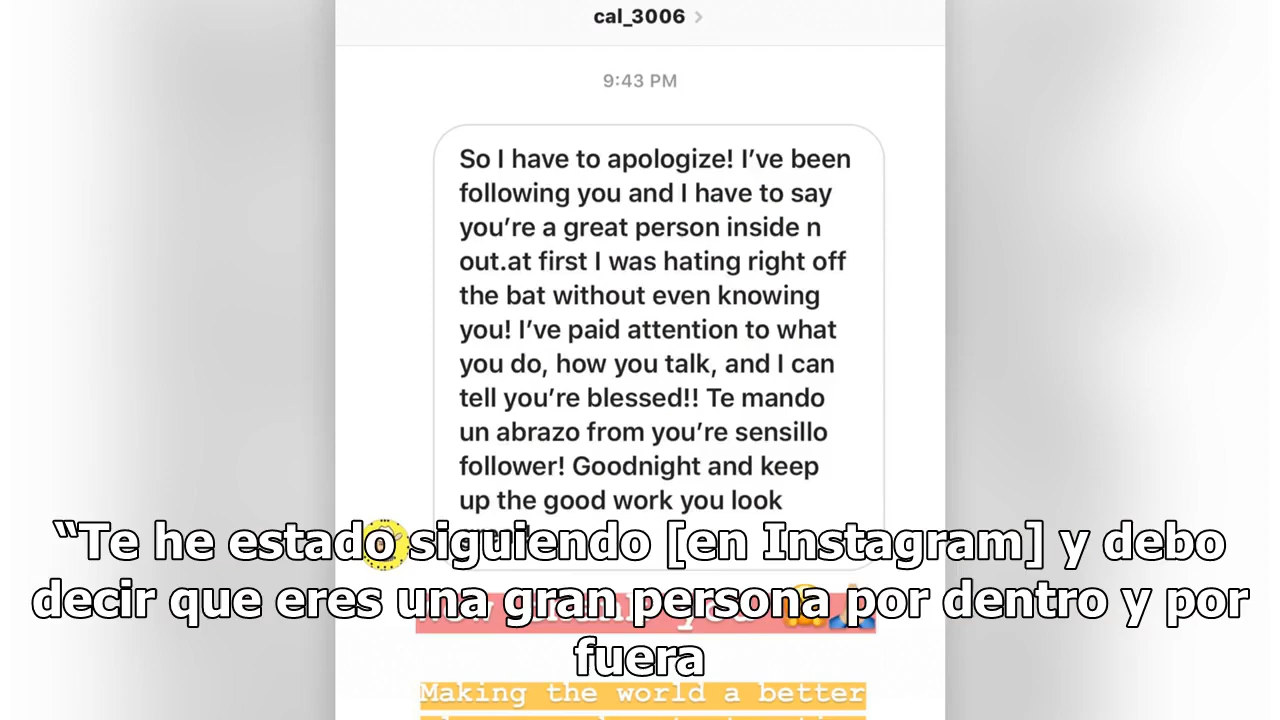 cal_3006 >
9:43 PM
So I have to apologize! I've been
following you and I have to say
you're a great person inside n
out.at first I was hating right off
the bat without even knowing
you! I've paid attention to what
you do, how you talk, and I can
tell you're blessed!! Te mando
un abrazo from you're sensillo
follower! Goodnight and keep
up the good work you look
“Te he estado siguiendo [en Instagram] y debo
decir que eres una gran persona por dentro y por
fuera
Making the world a better